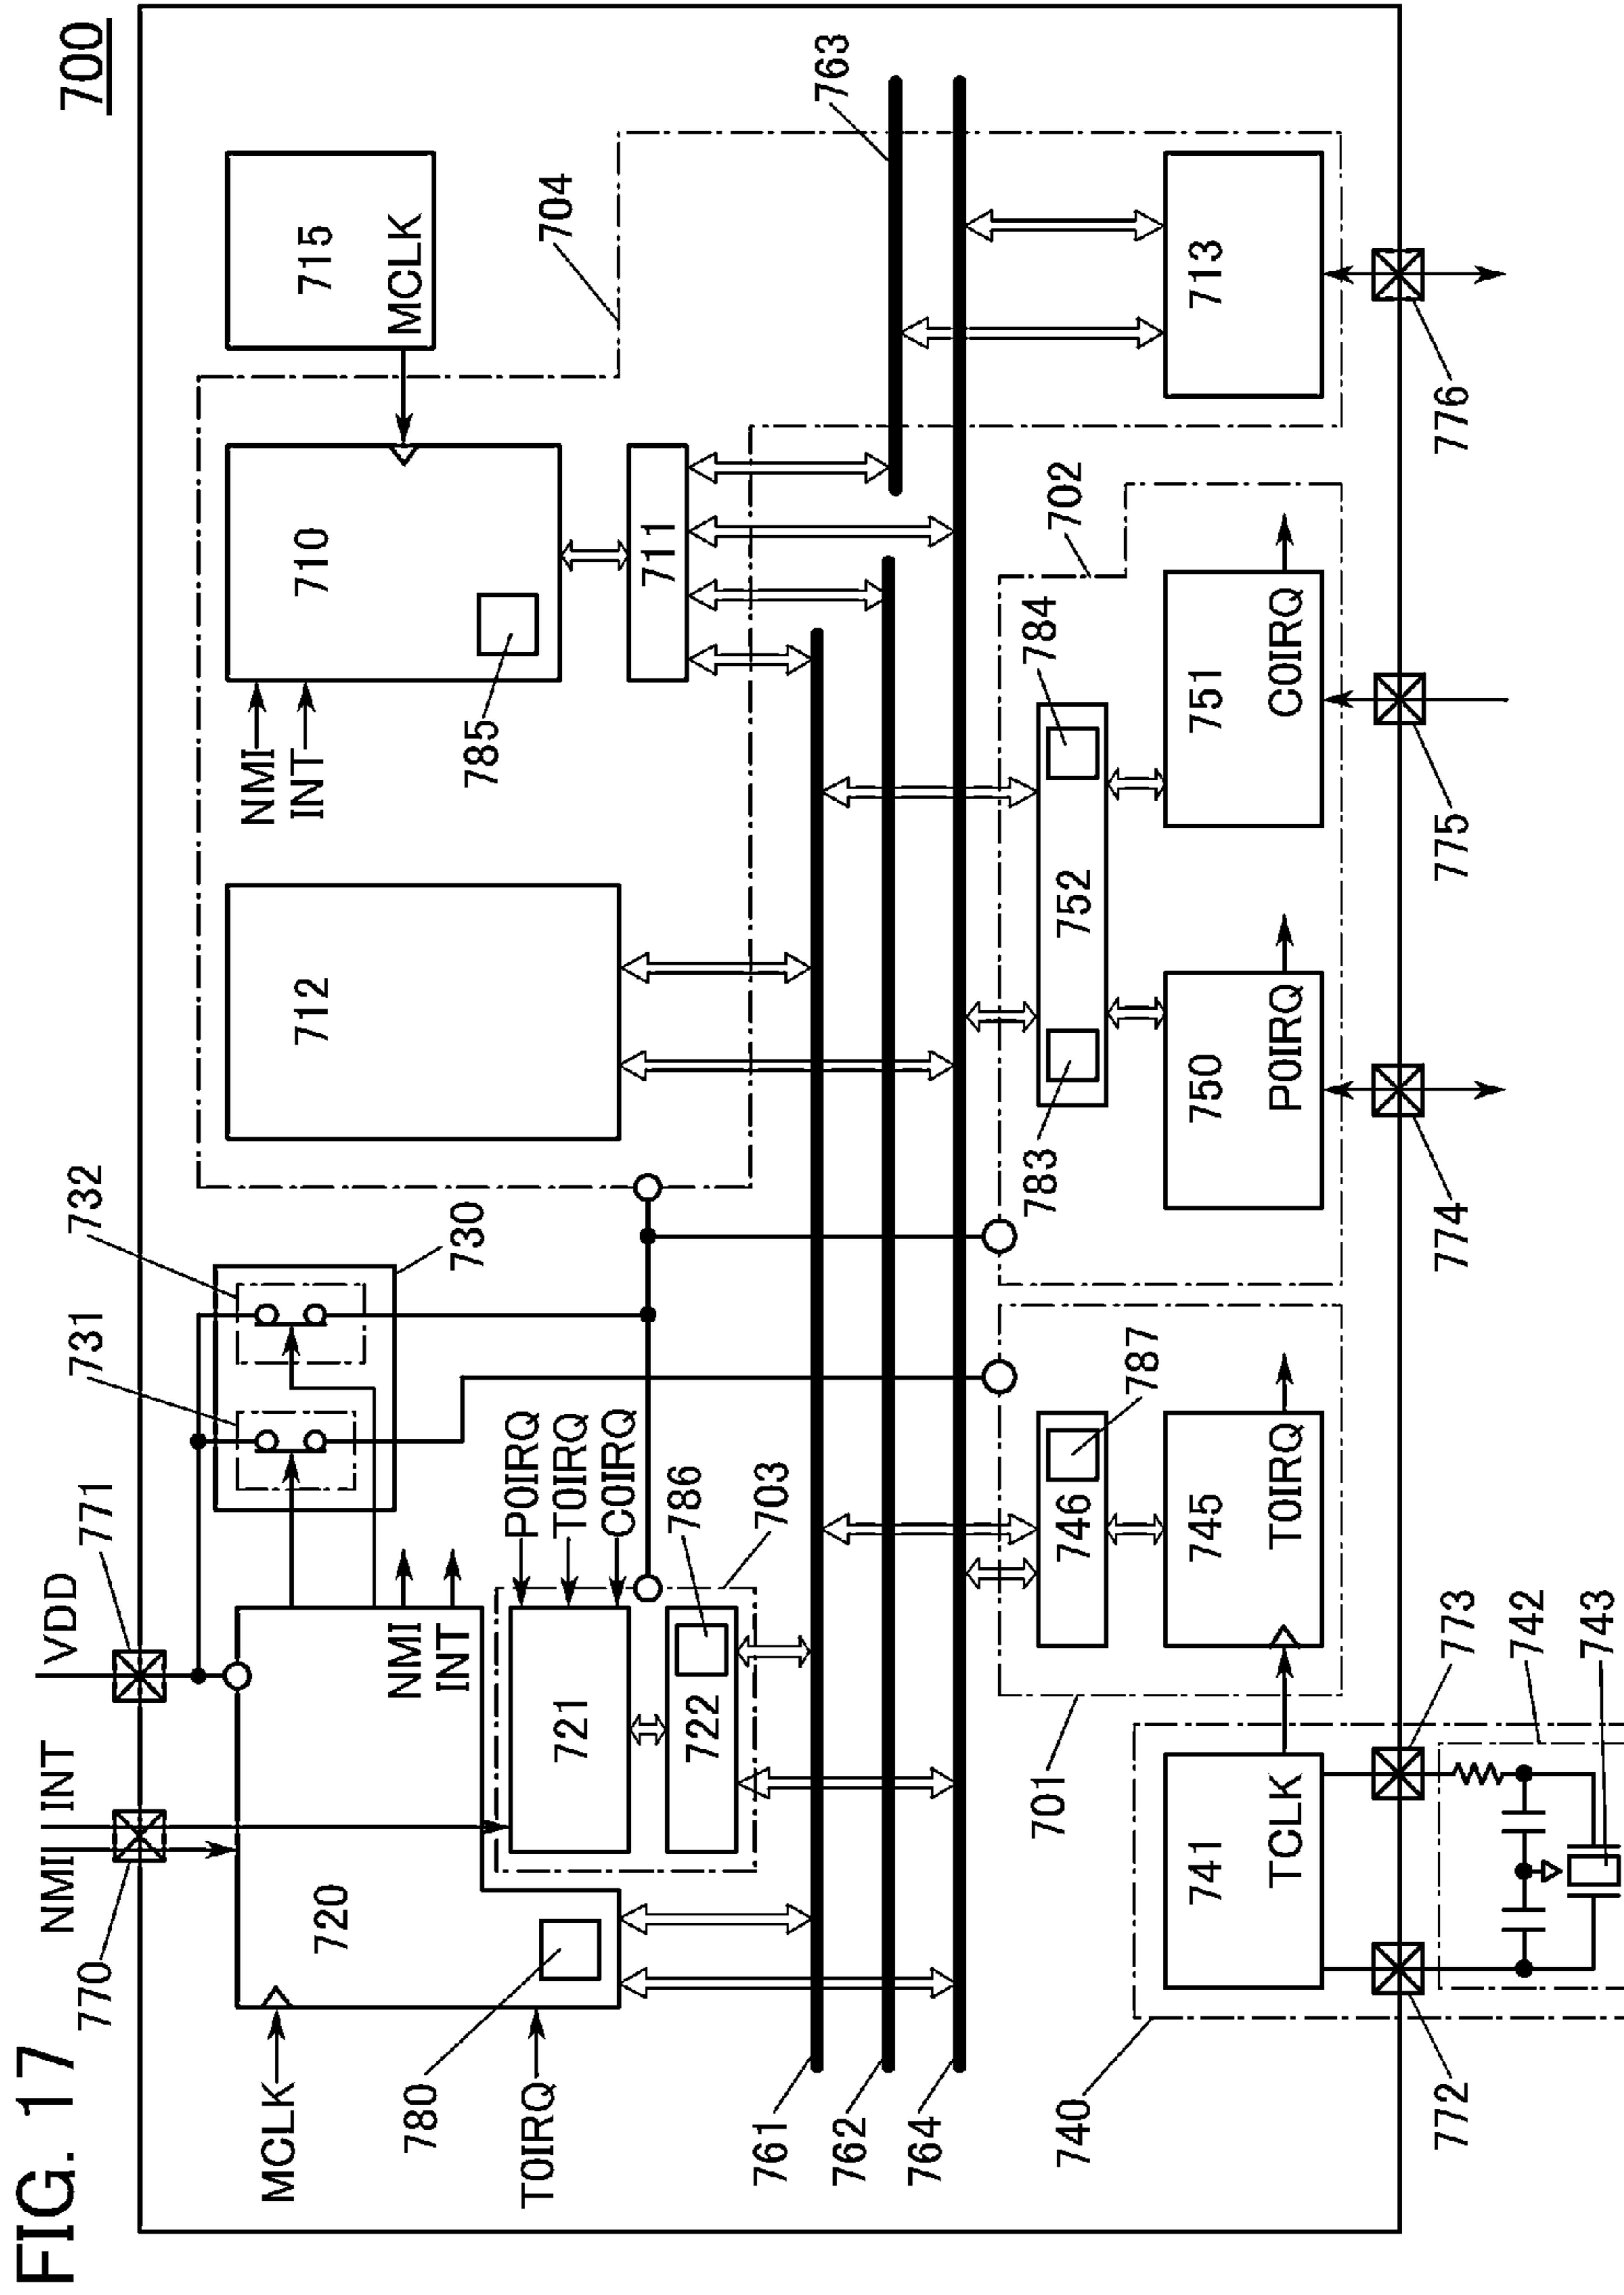 FIG. 17
700
NMI INT
VDD
770
771
731
732
MCLK
720
730
NMI
INT
712
NMI
INT
710
715
MCLK
780
NMI
INT
785
T0IRQ
P0IRQ
T0IRQ
C0IRQ
721
722
786
703
711
704
761
762
764
763
740
701
746
787
783
752
784
702
741
TCLK
745
T0IRQ
750
P0IRQ
751
C0IRQ
713
772
773
774
775
776
742
743